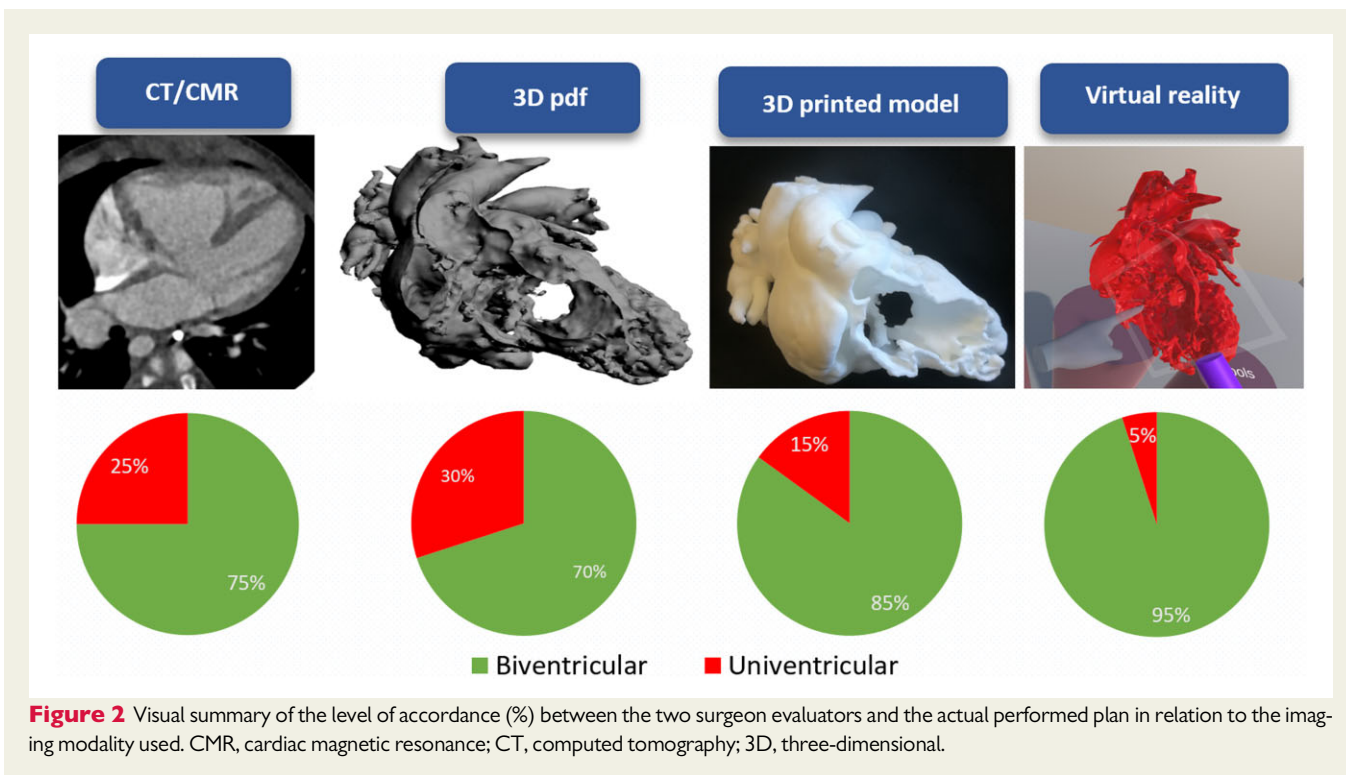 CT/CMR
3D pdf
3D printed model
Virtual reality
ools
25%
75%
30%
70%
15%
85%
5%
95%
Biventricular
Univentricular
Figure 2 Visual summary of the level of accordance (%) between the two surgeon evaluators and the actual performed plan in relation to the imag-
ing modality used. CMR, cardiac magnetic resonance; CT, computed tomography; 3D, three-dimensional.